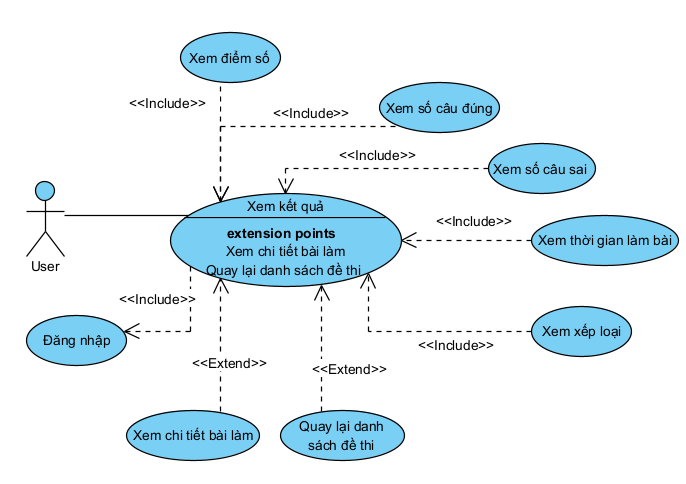 Xem điểm số
<<Include>>
<<Include>>
Xem số câu đúng
<<Include>>
Xem số câu sai
Xem kết quả
extension points
Xem chi tiết bài làm
Quay lại danh sách đề thi
<<Include>>
Xem thời gian làm bài
User
<<Include>>
Đăng nhập
Xem xếp loại
<<Include>>
<<Extend>>
<<Extend>>
Xem chi tiết bài làm
Quay lại danh
sách đề thi